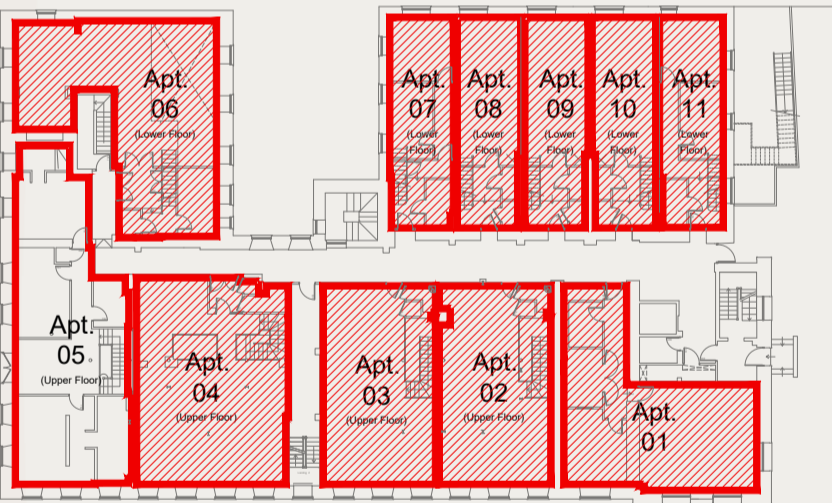 Apt.
06
(Lower Floor)
Apt.
07
(Lower
Floor)
Apt.
08
(Lower
Floor)
Apt.
09
(Lower
Floor)
Apt.
10
(Lower
Floor)
Apt.
11
(Lower
Floor)
Apt.
05
(Upper Floor)
Apt.
04
(Upper Floor)
Apt.
03
(Upper Floor)
Apt.
02
(Upper Floor)
Apt.
01